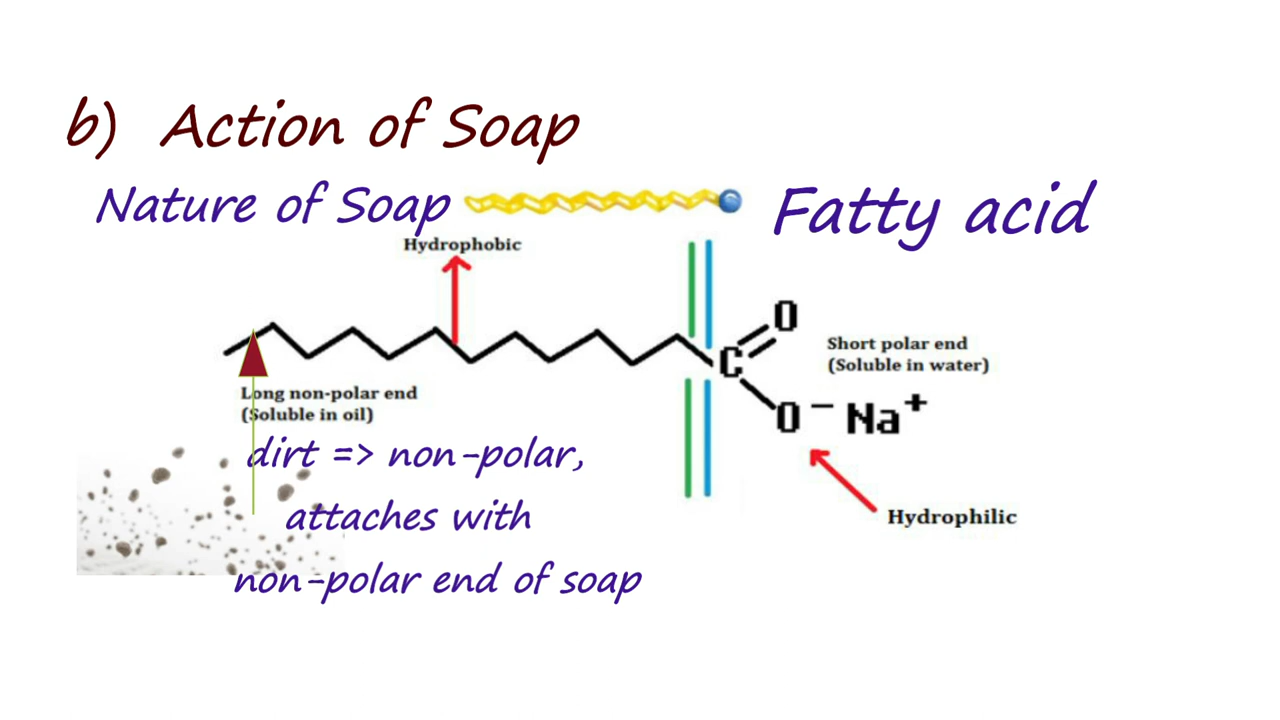 b) Action of Soap
Nature of Soap
Fatty acid
Hydrophobic
O
Short polar end
(Soluble in water)
C
Long non-polar end
(Soluble in oil)
O⁻ Na⁺
dirt => non-polar,
attaches with
Hydrophilic
non-polar end of soap